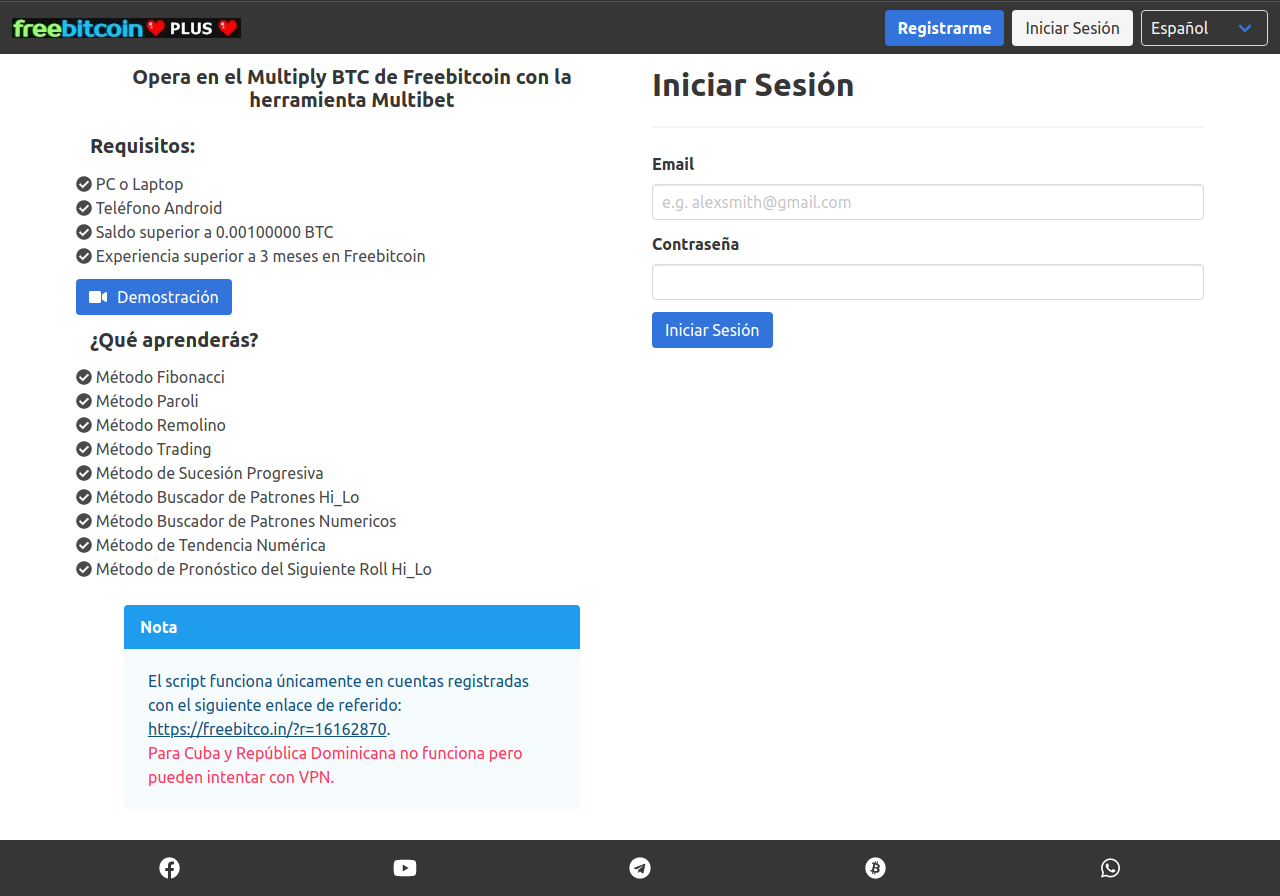 freebitcoin PLUS
Registrarme
Iniciar Sesión
Español
Opera en el Multiply BTC de Freebitcoin con la
herramienta Multibet
Requisitos:
PC o Laptop
Teléfono Android
Saldo superior a 0.00100000 BTC
Experiencia superior a 3 meses en Freebitcoin
Demostración
¿Qué aprenderás?
Método Fibonacci
Método Paroli
Método Remolino
Método Trading
Método de Sucesión Progresiva
Método Buscador de Patrones Hi_Lo
Método Buscador de Patrones Numericos
Método de Tendencia Numérica
Método de Pronóstico del Siguiente Roll Hi_Lo
Nota
El script funciona únicamente en cuentas registradas
con el siguiente enlace de referido:
https://freebitco.in/?r=16162870.
Para Cuba y República Dominicana no funciona pero
pueden intentar con VPN.
Iniciar Sesión
Email
e.g. alexsmith@gmail.com
Contraseña
Iniciar Sesión